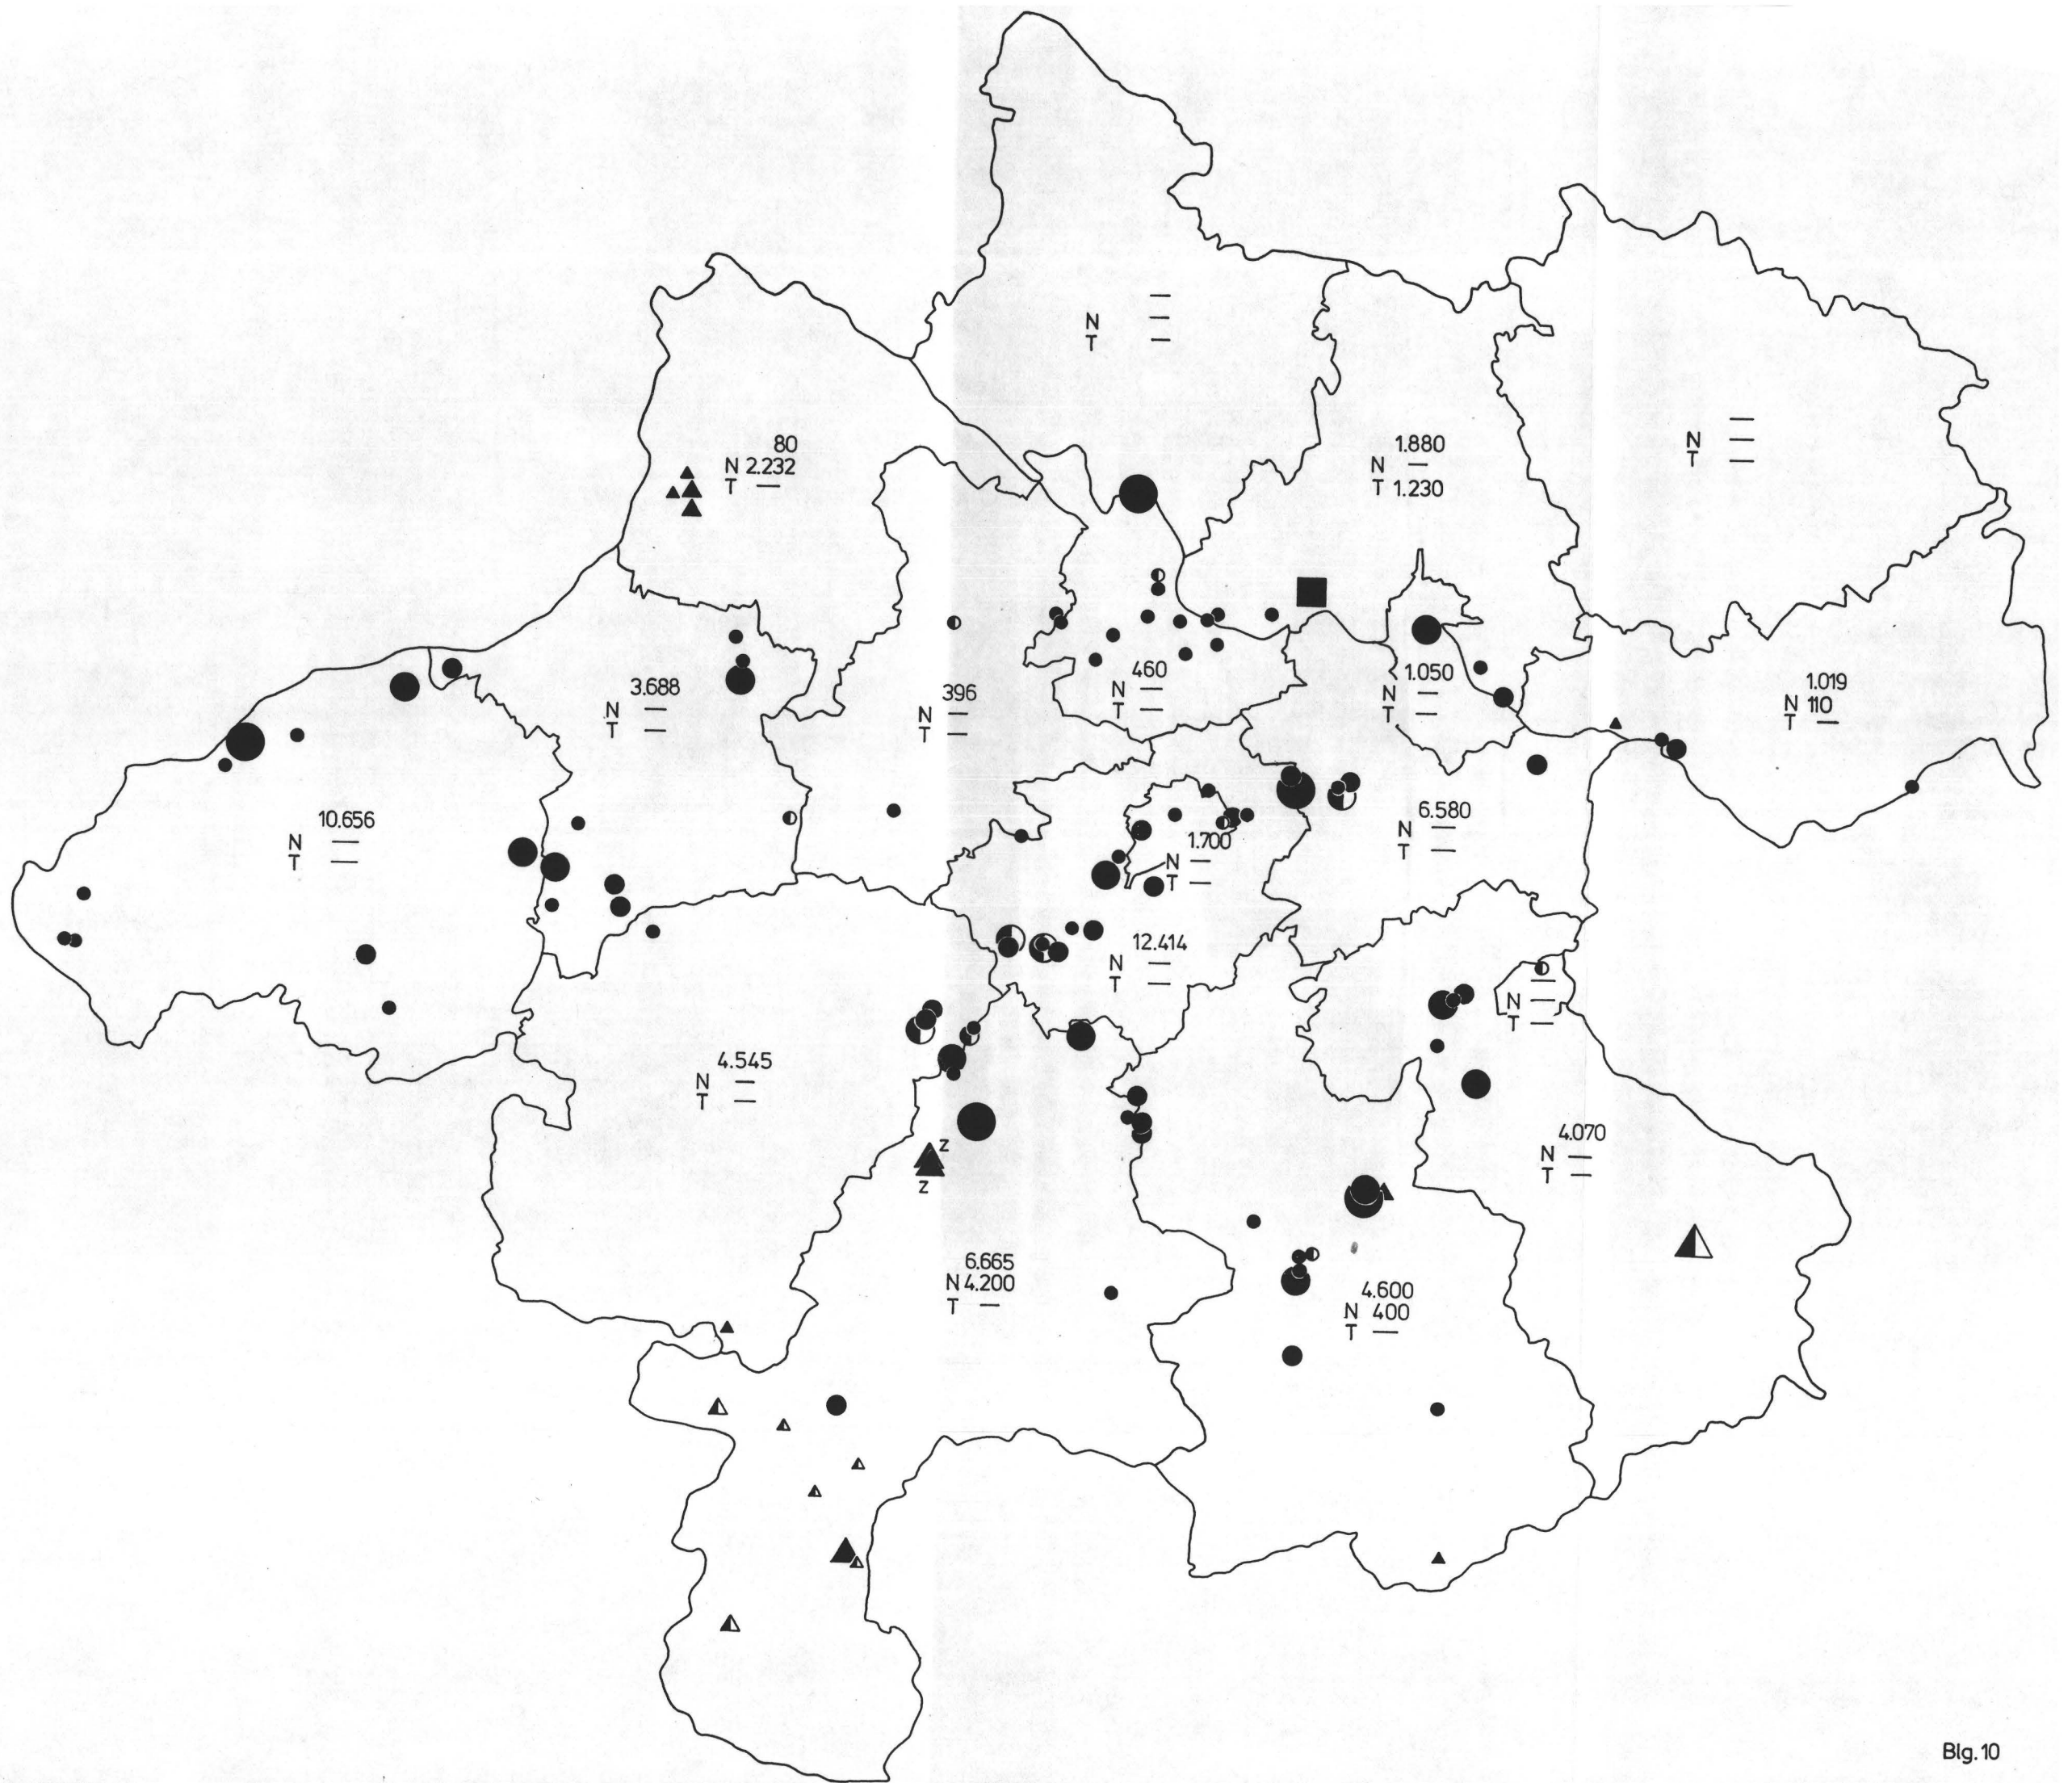 —
N —
T —
80
N 2.232
T —
1.880
N —
T 1.230
—
N —
T —
3.688
N —
T —
396
N —
T —
460
N —
T —
1.050
N —
T —
1.019
N 110
T —
10.656
N —
T —
1.700
N —
T —
6.580
N —
T —
12.414
N —
T —
—
N —
T —
4.545
N —
T —
4.070
N —
T —
z
z
6.665
N 4.200
T —
4.600
N 400
T —
Blg. 10